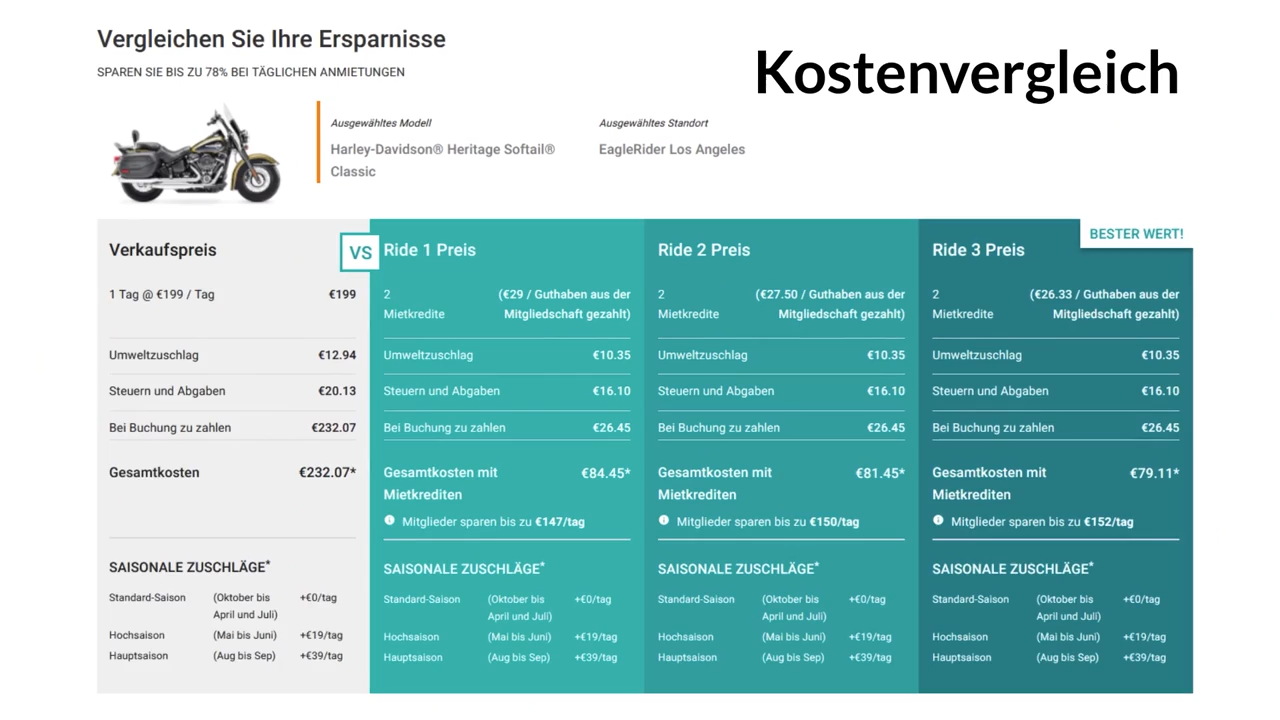 Vergleichen Sie Ihre Ersparnisse
SPAREN SIE BIS ZU 78% BEI TÄGLICHEN ANMIETUNGEN
Kostenvergleich
Ausgewähltes Modell
Harley-Davidson® Heritage Softail®
Classic
Ausgewähltes Standort
EagleRider Los Angeles
Verkaufspreis
1 Tag @ €199 / Tag €199
Umweltzuschlag €12.94
Steuern und Abgaben €20.13
Bei Buchung zu zahlen €232.07
Gesamtkosten €232.07*
SAISONALE ZUSCHLÄGE*
Standard-Saison (Oktober bis +€0/tag
April und Juli)
Hochsaison (Mai bis Juni) +€19/tag
Hauptsaison (Aug bis Sep) +€39/tag
VS
Ride 1 Preis
2 (€29 / Guthaben aus der
Mietkredite Mitgliedschaft gezahlt)
Umweltzuschlag €10.35
Steuern und Abgaben €16.10
Bei Buchung zu zahlen €26.45
Gesamtkosten mit €84.45*
Mietkrediten
Mitglieder sparen bis zu €147/tag
SAISONALE ZUSCHLÄGE*
Standard-Saison (Oktober bis +€0/tag
April und Juli)
Hochsaison (Mai bis Juni) +€19/tag
Hauptsaison (Aug bis Sep) +€39/tag
Ride 2 Preis
2 (€27.50 / Guthaben aus der
Mietkredite Mitgliedschaft gezahlt)
Umweltzuschlag €10.35
Steuern und Abgaben €16.10
Bei Buchung zu zahlen €26.45
Gesamtkosten mit €81.45*
Mietkrediten
Mitglieder sparen bis zu €150/tag
SAISONALE ZUSCHLÄGE*
Standard-Saison (Oktober bis +€0/tag
April und Juli)
Hochsaison (Mai bis Juni) +€19/tag
Hauptsaison (Aug bis Sep) +€39/tag
BESTER WERT!
Ride 3 Preis
2 (€26.33 / Guthaben aus der
Mietkredite Mitgliedschaft gezahlt)
Umweltzuschlag €10.35
Steuern und Abgaben €16.10
Bei Buchung zu zahlen €26.45
Gesamtkosten mit €79.11*
Mietkrediten
Mitglieder sparen bis zu €152/tag
SAISONALE ZUSCHLÄGE*
Standard-Saison (Oktober bis +€0/tag
April und Juli)
Hochsaison (Mai bis Juni) +€19/tag
Hauptsaison (Aug bis Sep) +€39/tag